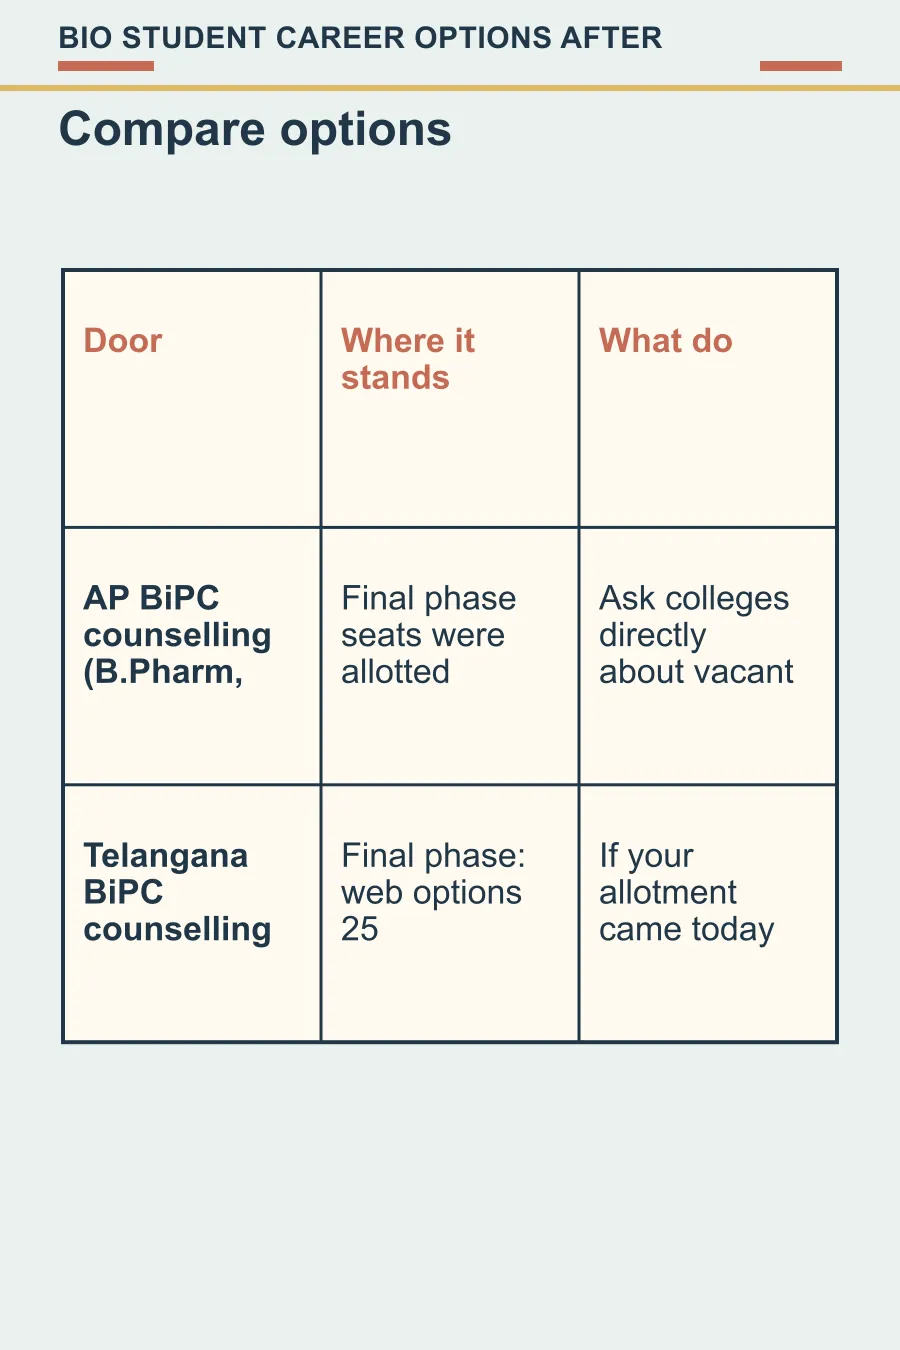 BIO STUDENT CAREER OPTIONS AFTER
Compare options
Door
Where it
stands
What do
AP BiPC
counselling
(B.Pharm,
Final phase
seats were
allotted
Ask colleges
directly
about vacant
Telangana
BiPC
counselling
Final phase:
web options
25
If your
allotment
came today